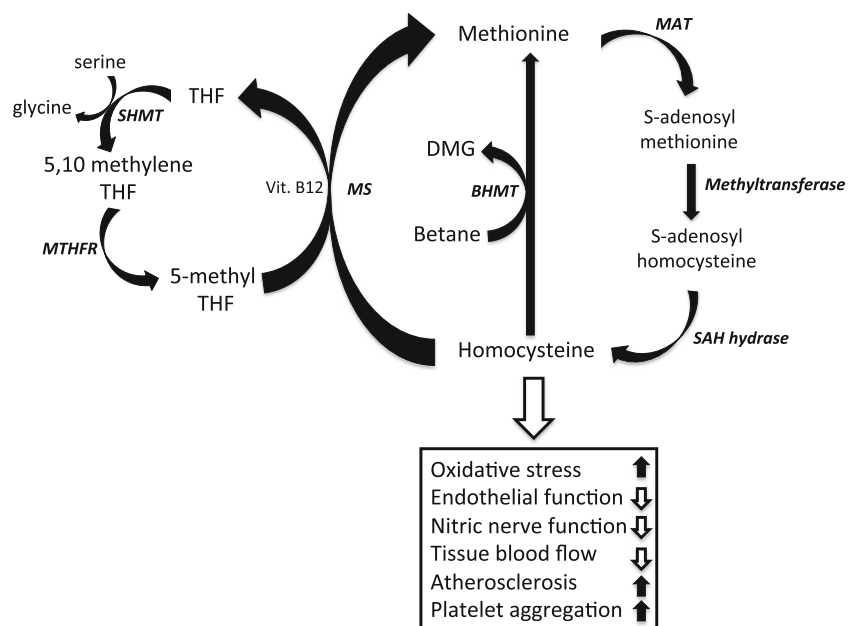 Methionine
MAT
serine
glycine
SHMT
THF
5,10 methylene
THF
MTHFR
5-methyl
THF
Vit. B12
MS
DMG
BHMT
Betane
S-adenosyl
methionine
Methyltransferase
S-adenosyl
homocysteine
SAH hydrase
Homocysteine
Oxidative stress
Endothelial function
Nitric nerve function
Tissue blood flow
Atherosclerosis
Platelet aggregation